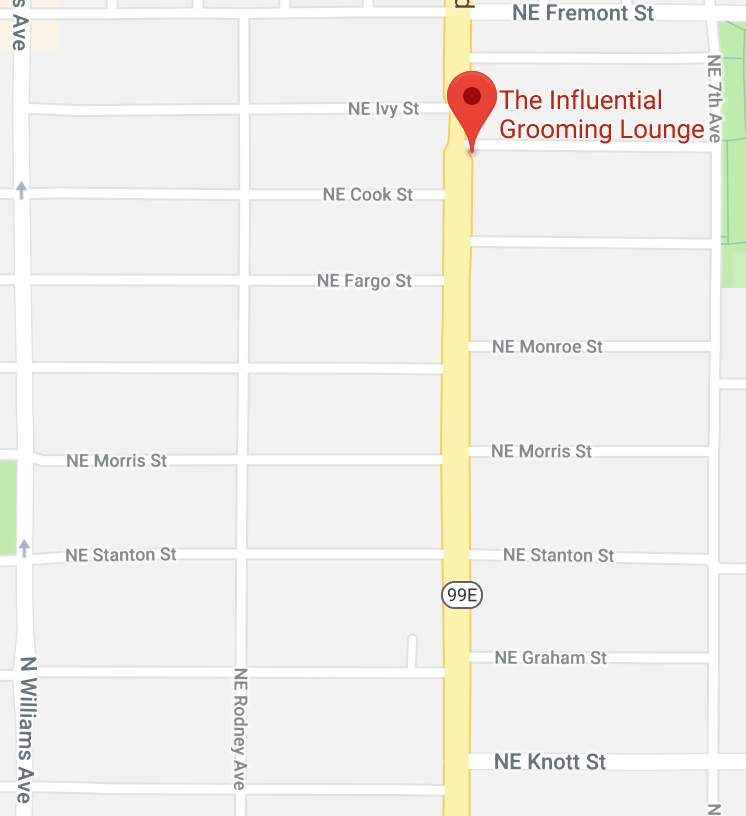 NE Fremont St
s Ave
NE 7th Ave
The Influential
Grooming Lounge
NE Ivy St
NE Cook St
NE Fargo St
NE Monroe St
NE Morris St
NE Morris St
NE Stanton St
NE Stanton St
99E
NE Graham St
N Williams Ave
NE Rodney Ave
NE Knott St
N